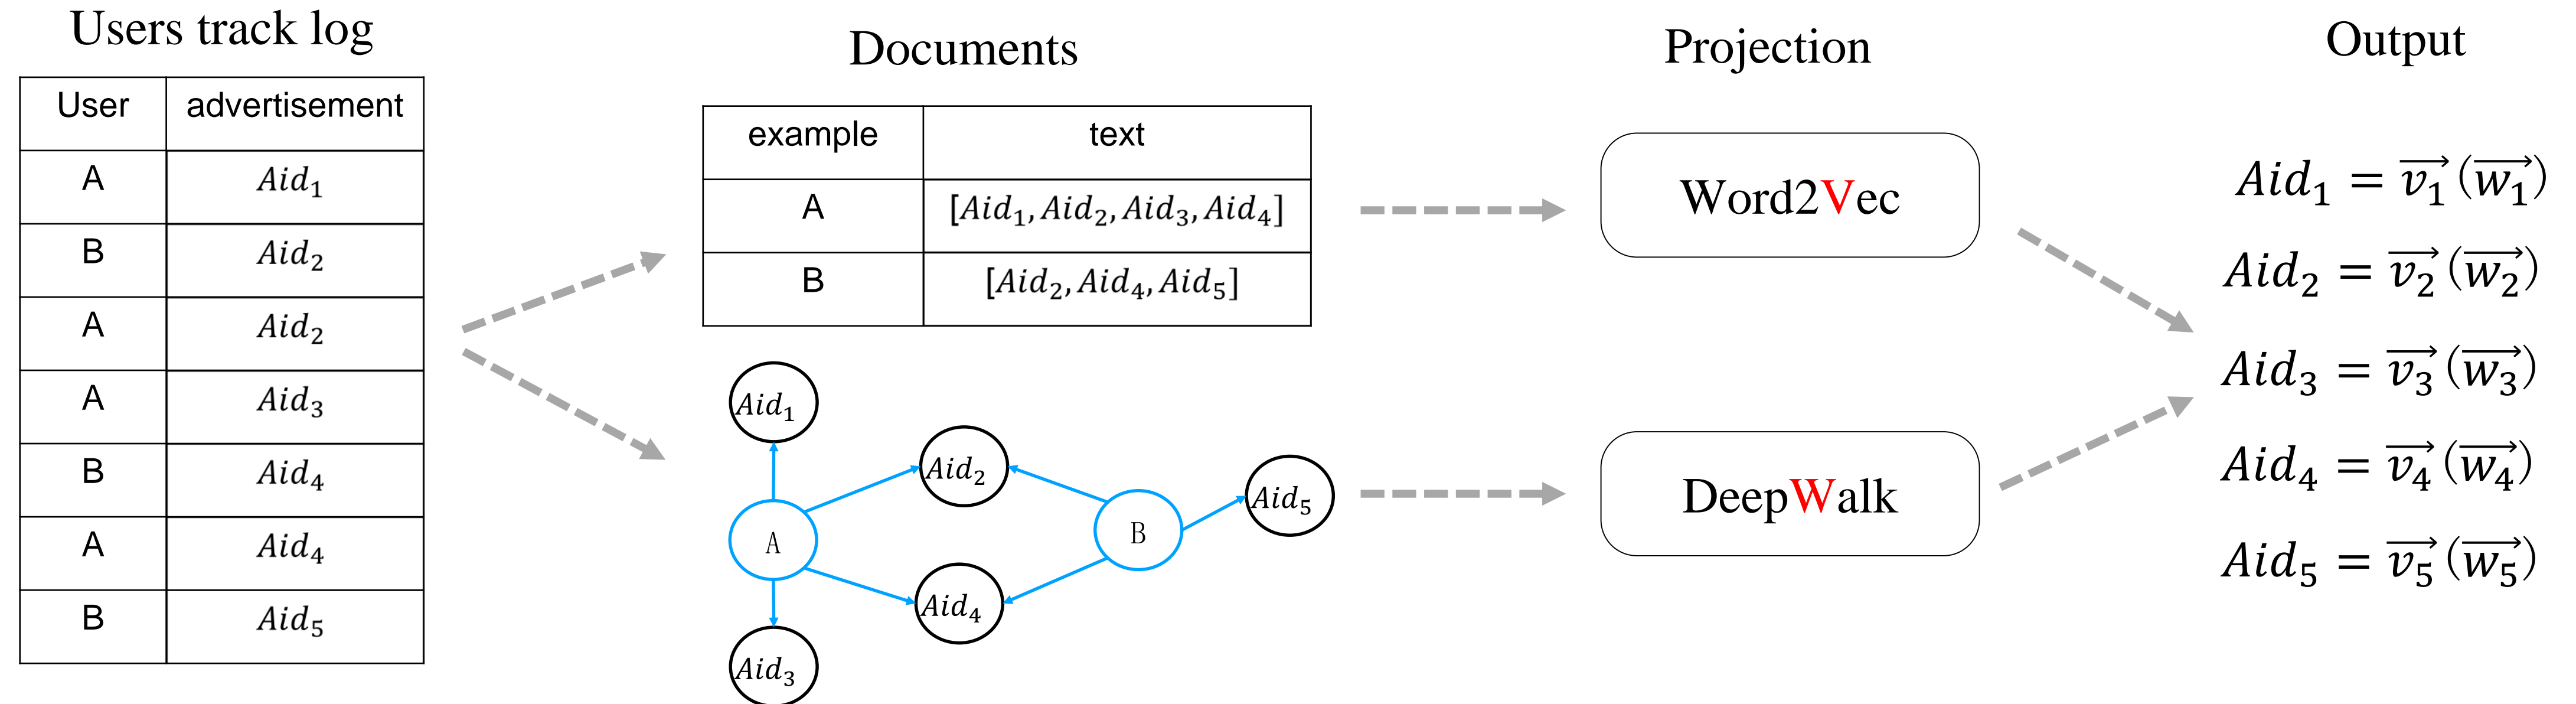 Users track log
User advertisement
A Aid₁
B Aid₂
A Aid₂
A Aid₃
B Aid₄
A Aid₄
B Aid₅
Documents
example text
A [Aid₁, Aid₂, Aid₃, Aid₄]
B [Aid₂, Aid₄, Aid₅]
Aid₁
Aid₂
Aid₅
A
B
Aid₄
Aid₃
Projection
Word2Vec
DeepWalk
Output
Aid₁ = v₁⃗ (w₁⃗)
Aid₂ = v₂⃗ (w₂⃗)
Aid₃ = v₃⃗ (w₃⃗)
Aid₄ = v₄⃗ (w₄⃗)
Aid₅ = v₅⃗ (w₅⃗)